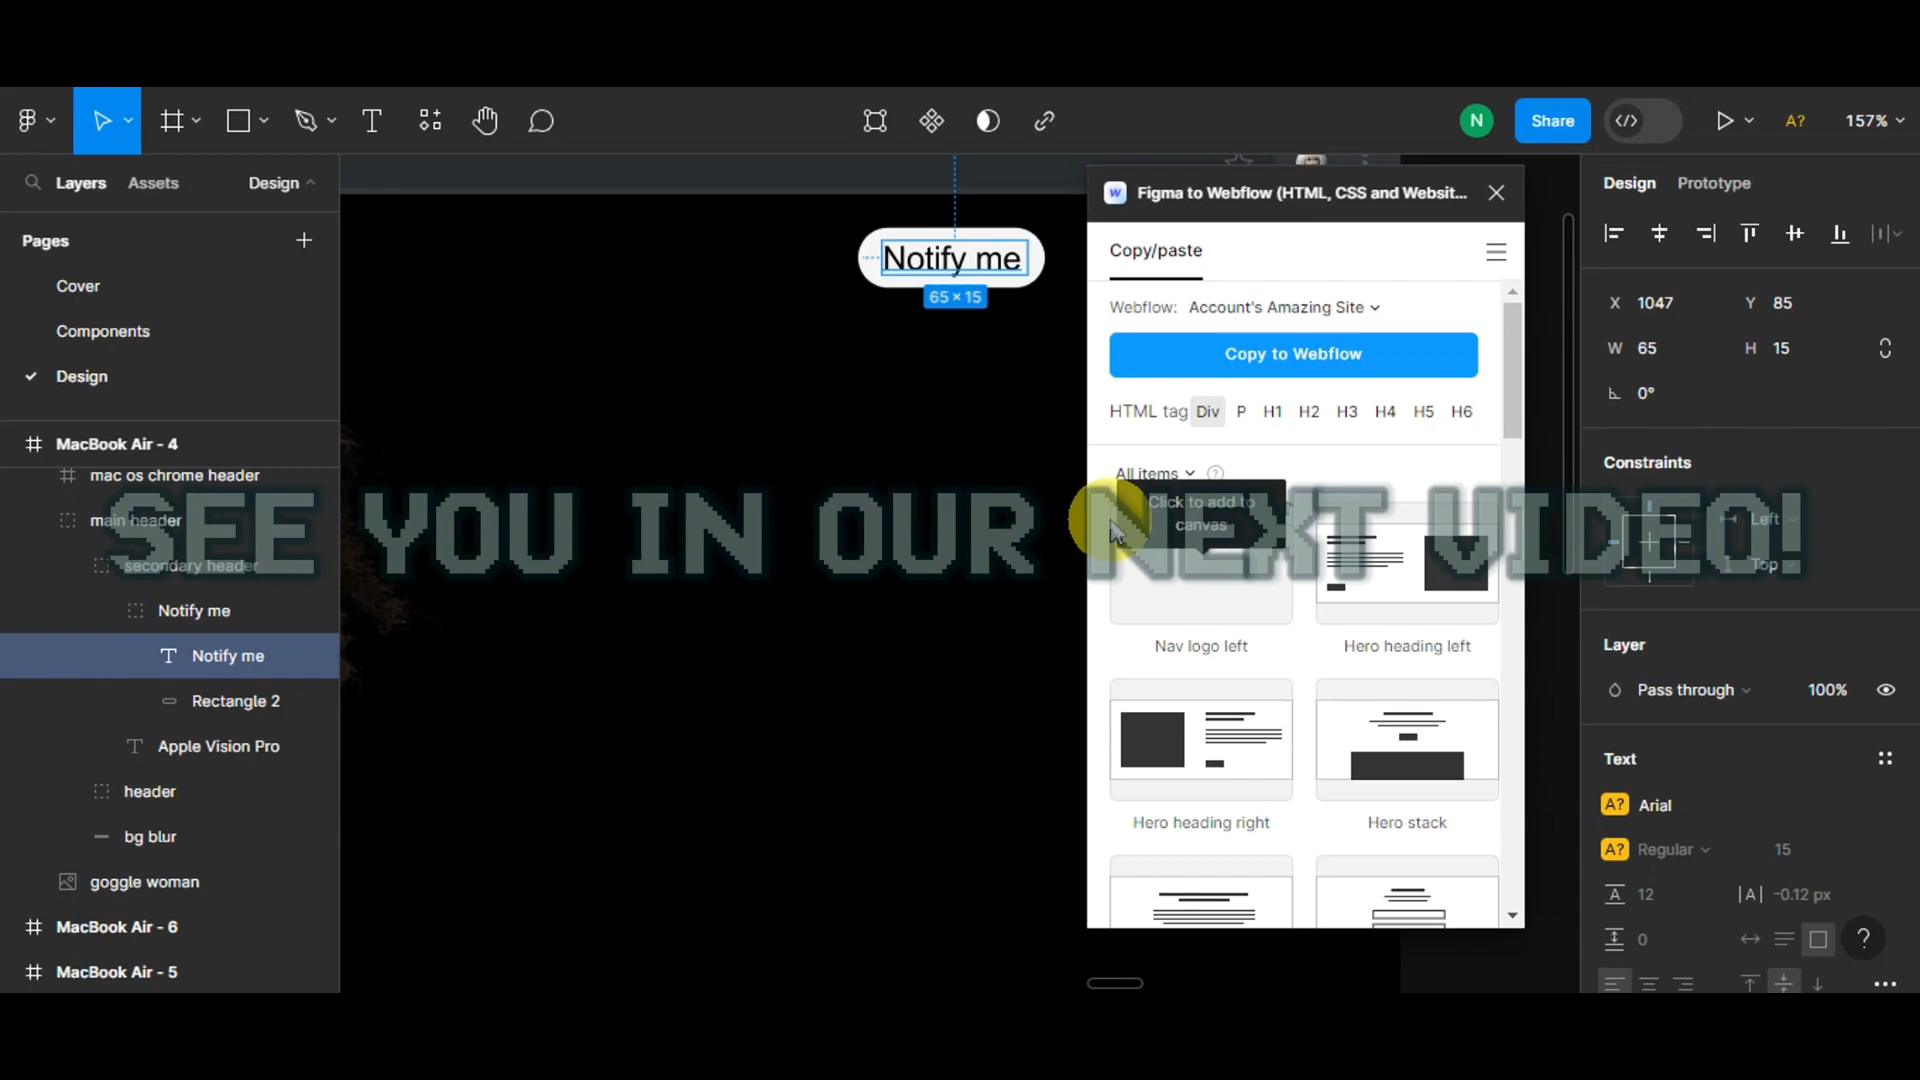 N
Share
A?
157%
Layers
Assets
Design
Pages
Cover
Components
Design
MacBook Air - 4
mac os chrome header
main header
secondary header
Notify me
Notify me
Rectangle 2
Apple Vision Pro
header
bg blur
goggle woman
MacBook Air - 6
MacBook Air - 5
Notify me
65 × 15
W Figma to Webflow (HTML, CSS and Websit...
Copy/paste
Webflow: Account's Amazing Site
Copy to Webflow
HTML tag Div P H1 H2 H3 H4 H5 H6
All items ?
Click to add to
canvas
SEE YOU IN OUR NEXT VIDEO!
Nav logo left
Hero heading left
Hero heading right
Hero stack
Design
Prototype
X 1047 Y 85
W 65 H 15
0°
Constraints
Left
Top
Layer
Pass through 100%
Text
A? Arial
A? Regular 15
A 12 |A| -0.12 px
0
?